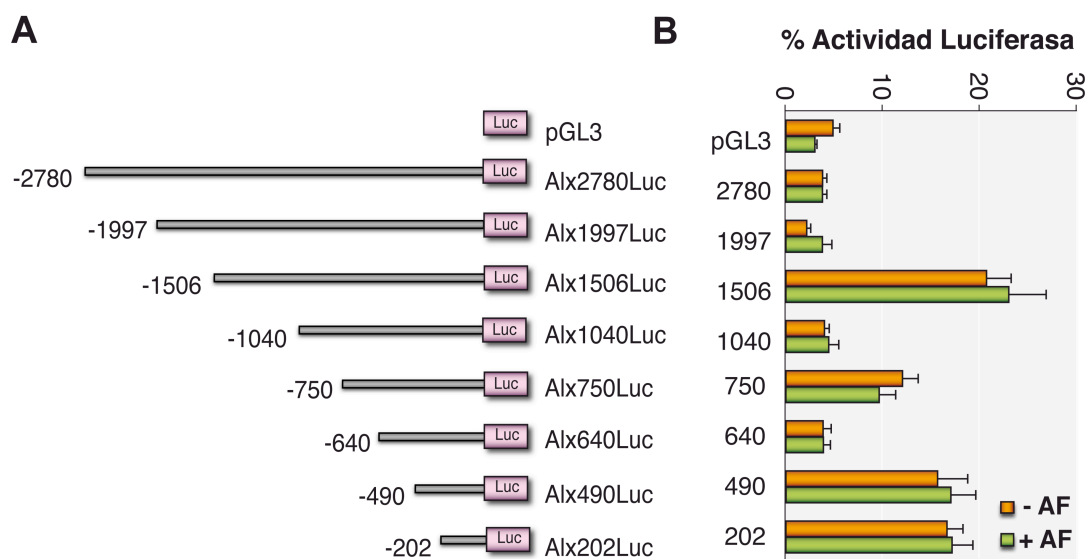 A
Luc pGL3
-2780 Luc Alx2780Luc
-1997 Luc Alx1997Luc
-1506 Luc Alx1506Luc
-1040 Luc Alx1040Luc
-750 Luc Alx750Luc
-640 Luc Alx640Luc
-490 Luc Alx490Luc
-202 Luc Alx202Luc
B
% Actividad Luciferasa
0 10 20 30
pGL3
2780
1997
1506
1040
750
640
490
202
- AF
+ AF